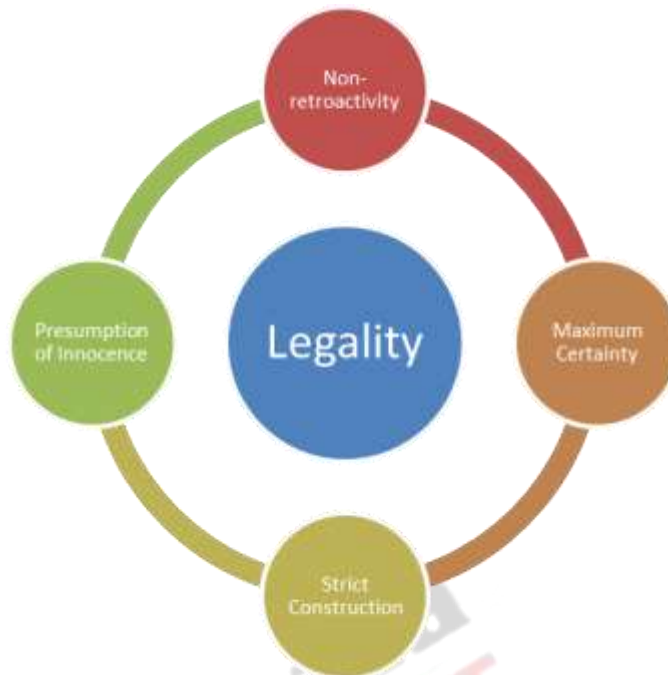 Non-
retroactivity
Presumption
of Innocence
Legality
Maximum
Certainty
Strict
Construction